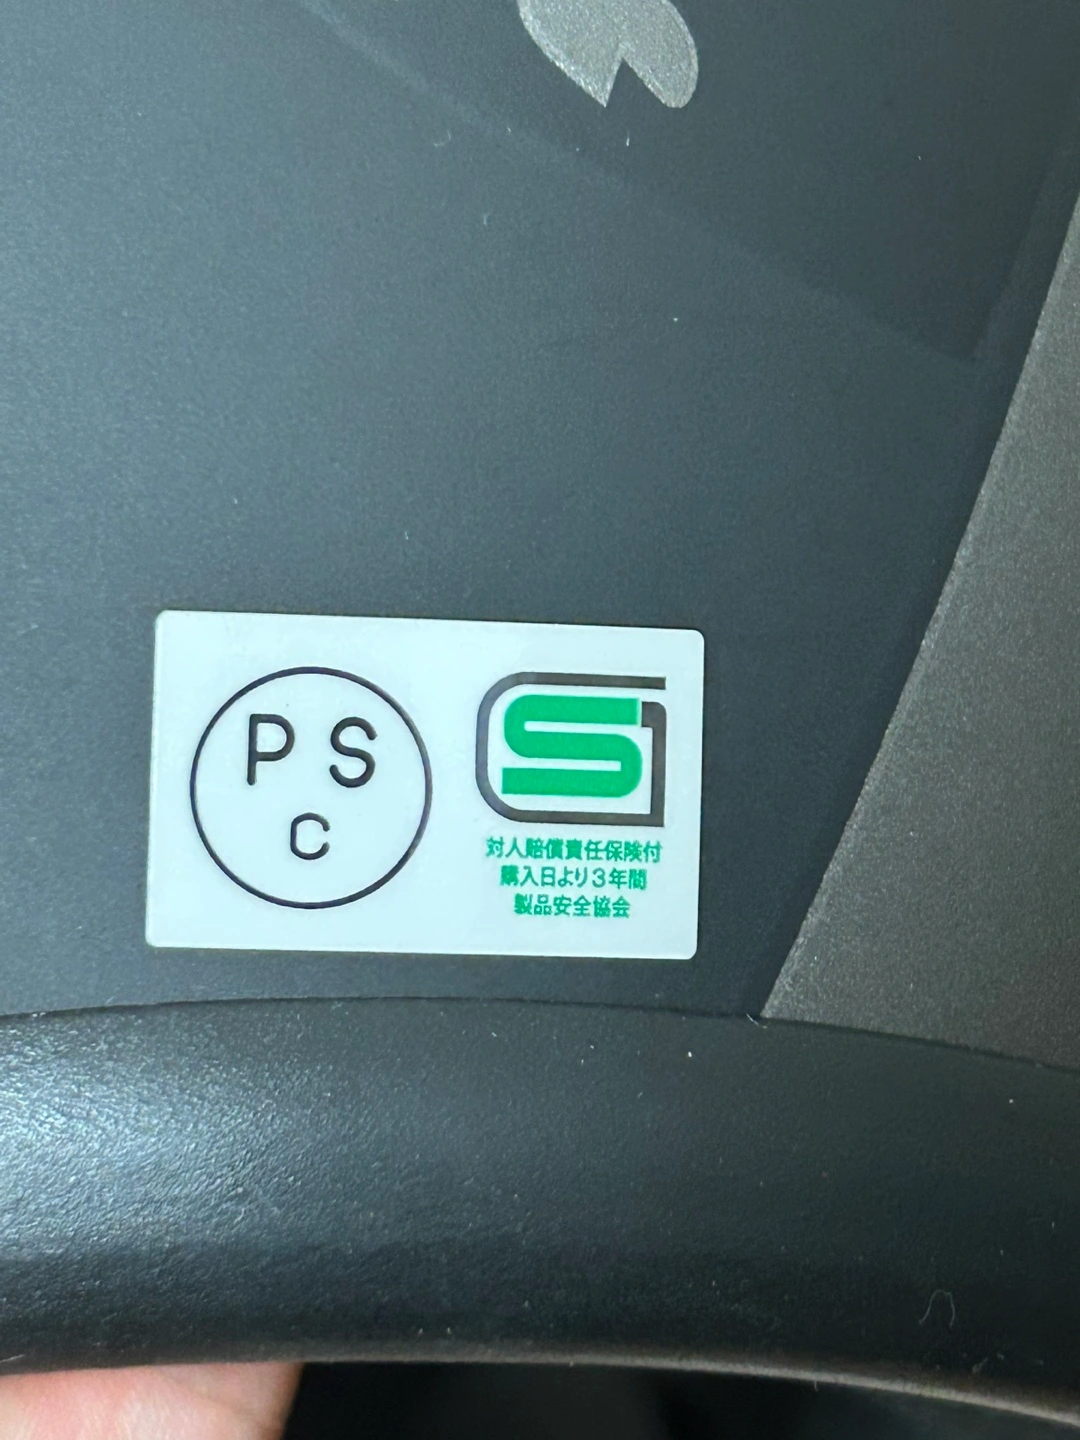 P S
C
SG
対人賠償責任保険付
購入日より3年間
製品安全協会